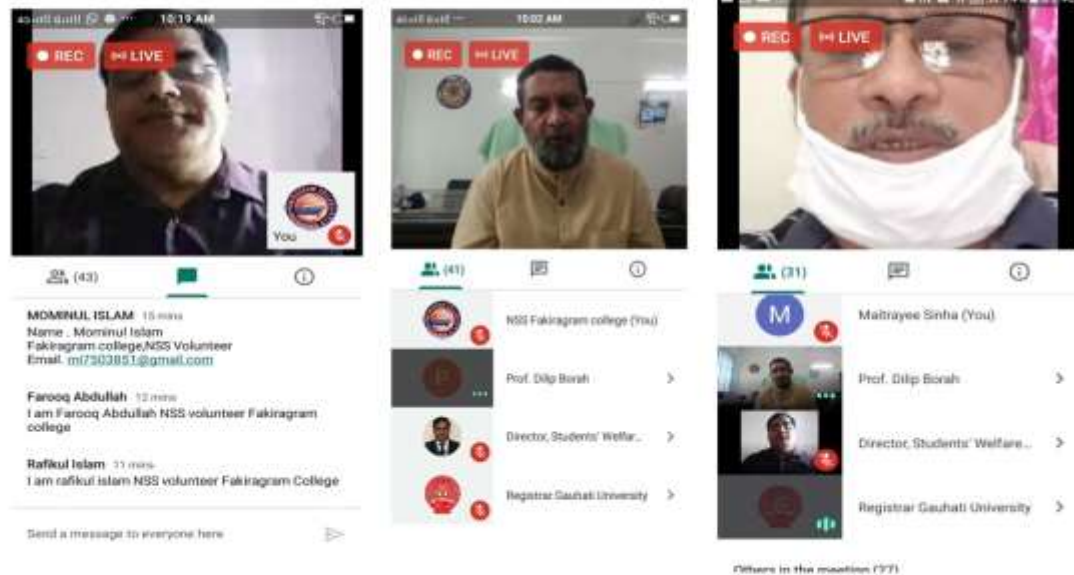 10:19 AM
REC
LIVE
You
(43)
MOMINUL ISLAM 15 mins
Name . Mominul Islam
Fakiragram college,NSS Volunteer
Email. ml7503851@gmail.com
Farooq Abdullah 12 mins
I am Farooq Abdullah NSS volunteer Fakiragram
college
Rafikul Islam 11 mins
I am rafikul islam NSS volunteer Fakiragram College
Send a message to everyone here
10:02 AM
REC
LIVE
(41)
NSS Fakiragram college (You)
Prof. Dilip Borah
Director, Students' Welfar...
Registrar Gauhati University
REC
LIVE
(31)
M
Maitrayee Sinha (You)
Prof. Dilip Borah
Director, Students' Welfare...
Registrar Gauhati University
Others in the meeting (27)